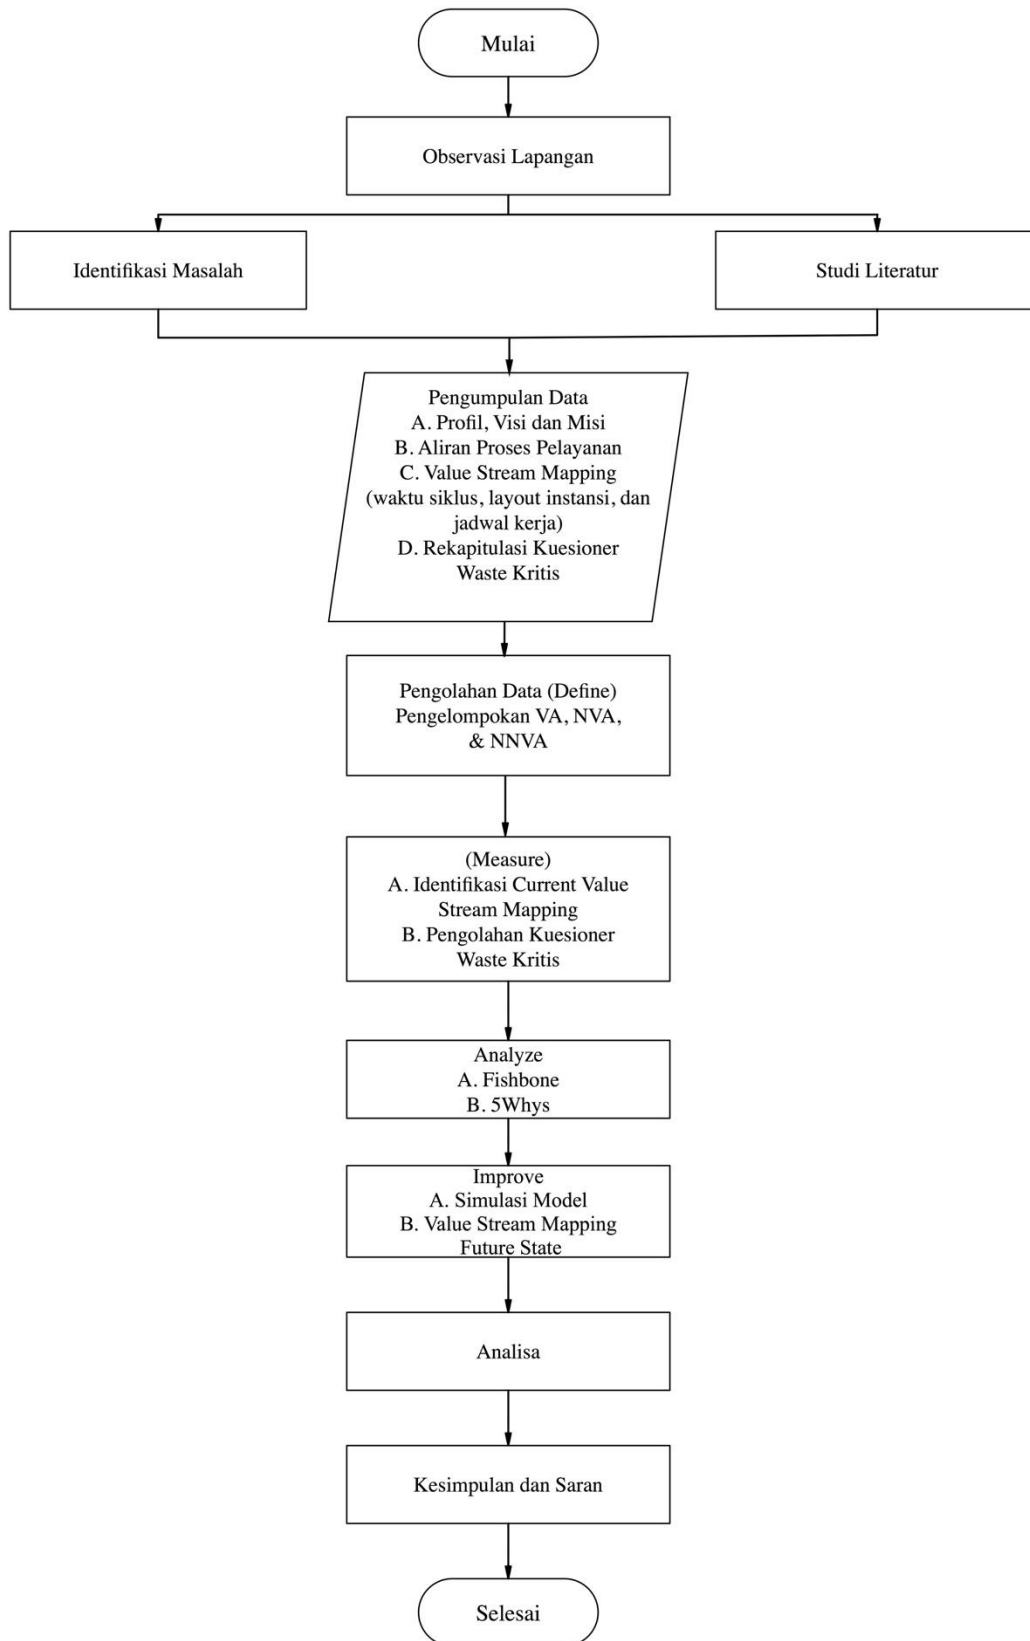 Mulai
Observasi Lapangan
Identifikasi Masalah
Studi Literatur
Pengumpulan Data
A. Profil, Visi dan Misi
B. Aliran Proses Pelayanan
C. Value Stream Mapping
(waktu siklus, layout instansi, dan
jadwal kerja)
D. Rekapitulasi Kuesioner
Waste Kritis
Pengolahan Data (Define)
Pengelompokan VA, NVA,
& NNVA
(Measure)
A. Identifikasi Current Value
Stream Mapping
B. Pengolahan Kuesioner
Waste Kritis
Analyze
A. Fishbone
B. 5Whys
Improve
A. Simulasi Model
B. Value Stream Mapping
Future State
Analisa
Kesimpulan dan Saran
Selesai